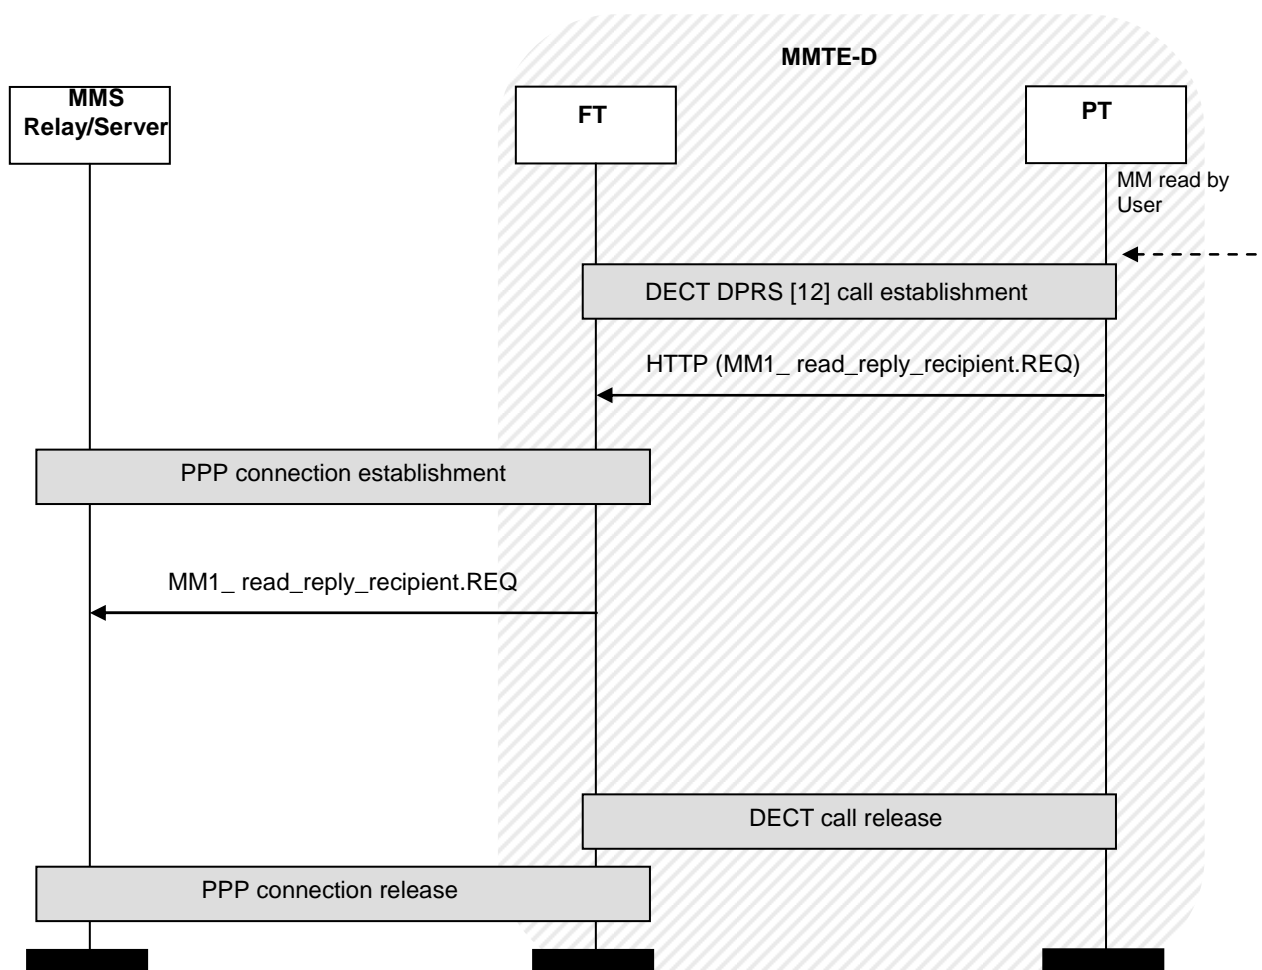 MMTE-D
MMS
Relay/Server
FT
PT
MM read by
User
DECT DPRS [12] call establishment
HTTP (MM1_ read_reply_recipient.REQ)
PPP connection establishment
MM1_ read_reply_recipient.REQ
DECT call release
PPP connection release